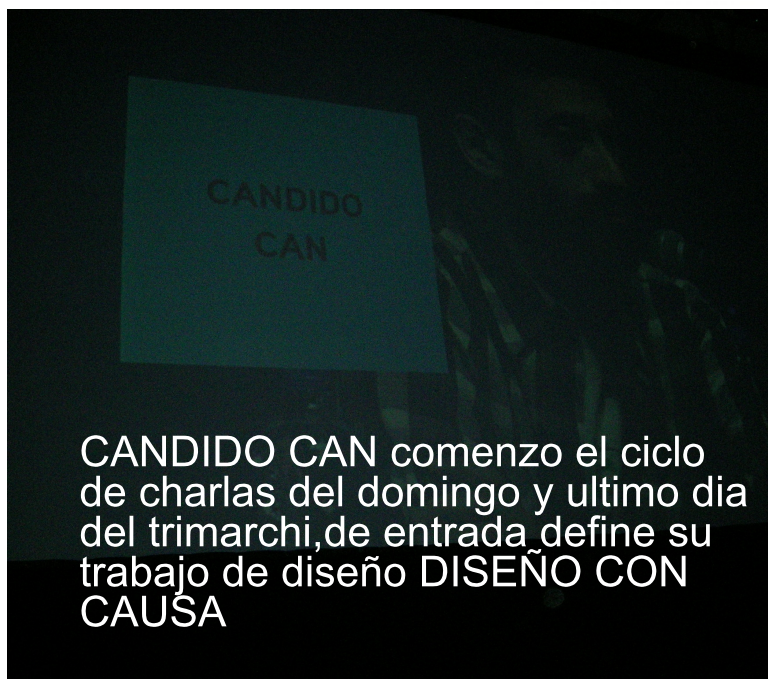 CANDIDO
CAN
CANDIDO CAN comenzo el ciclo
de charlas del domingo y ultimo dia
del trimarchi,de entrada define su
trabajo de diseño DISEÑO CON
CAUSA